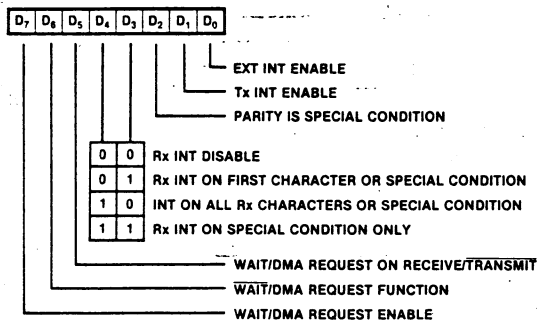 D7 D6 D5 D4 D3 D2 D1 D0
EXT INT ENABLE
Tx INT ENABLE
PARITY IS SPECIAL CONDITION
0 0 Rx INT DISABLE
0 1 Rx INT ON FIRST CHARACTER OR SPECIAL CONDITION
1 0 INT ON ALL Rx CHARACTERS OR SPECIAL CONDITION
1 1 Rx INT ON SPECIAL CONDITION ONLY
WAIT/DMA REQUEST ON RECEIVE/T̅R̅A̅N̅S̅M̅I̅T̅
W̅A̅I̅T̅/DMA REQUEST FUNCTION
WAIT/DMA REQUEST ENABLE